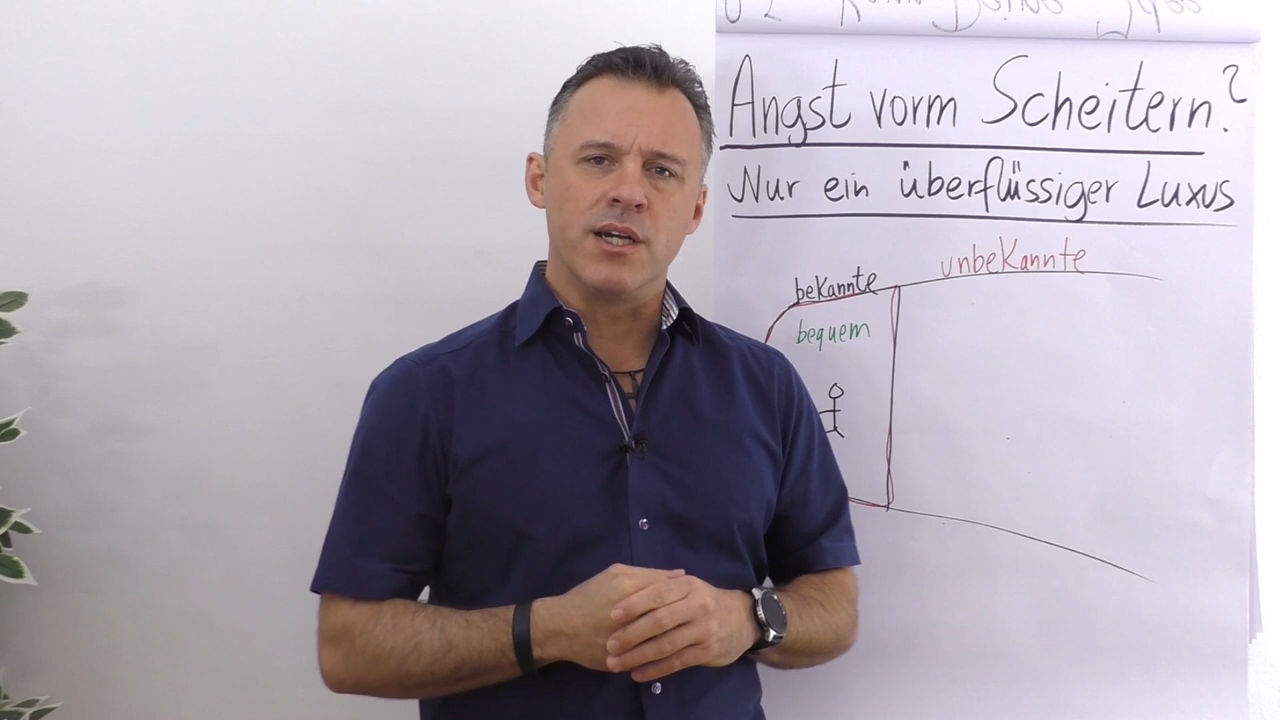 Angst vorm Scheitern?
Nur ein überflüssiger Luxus
unbekannte
bekannte
bequem